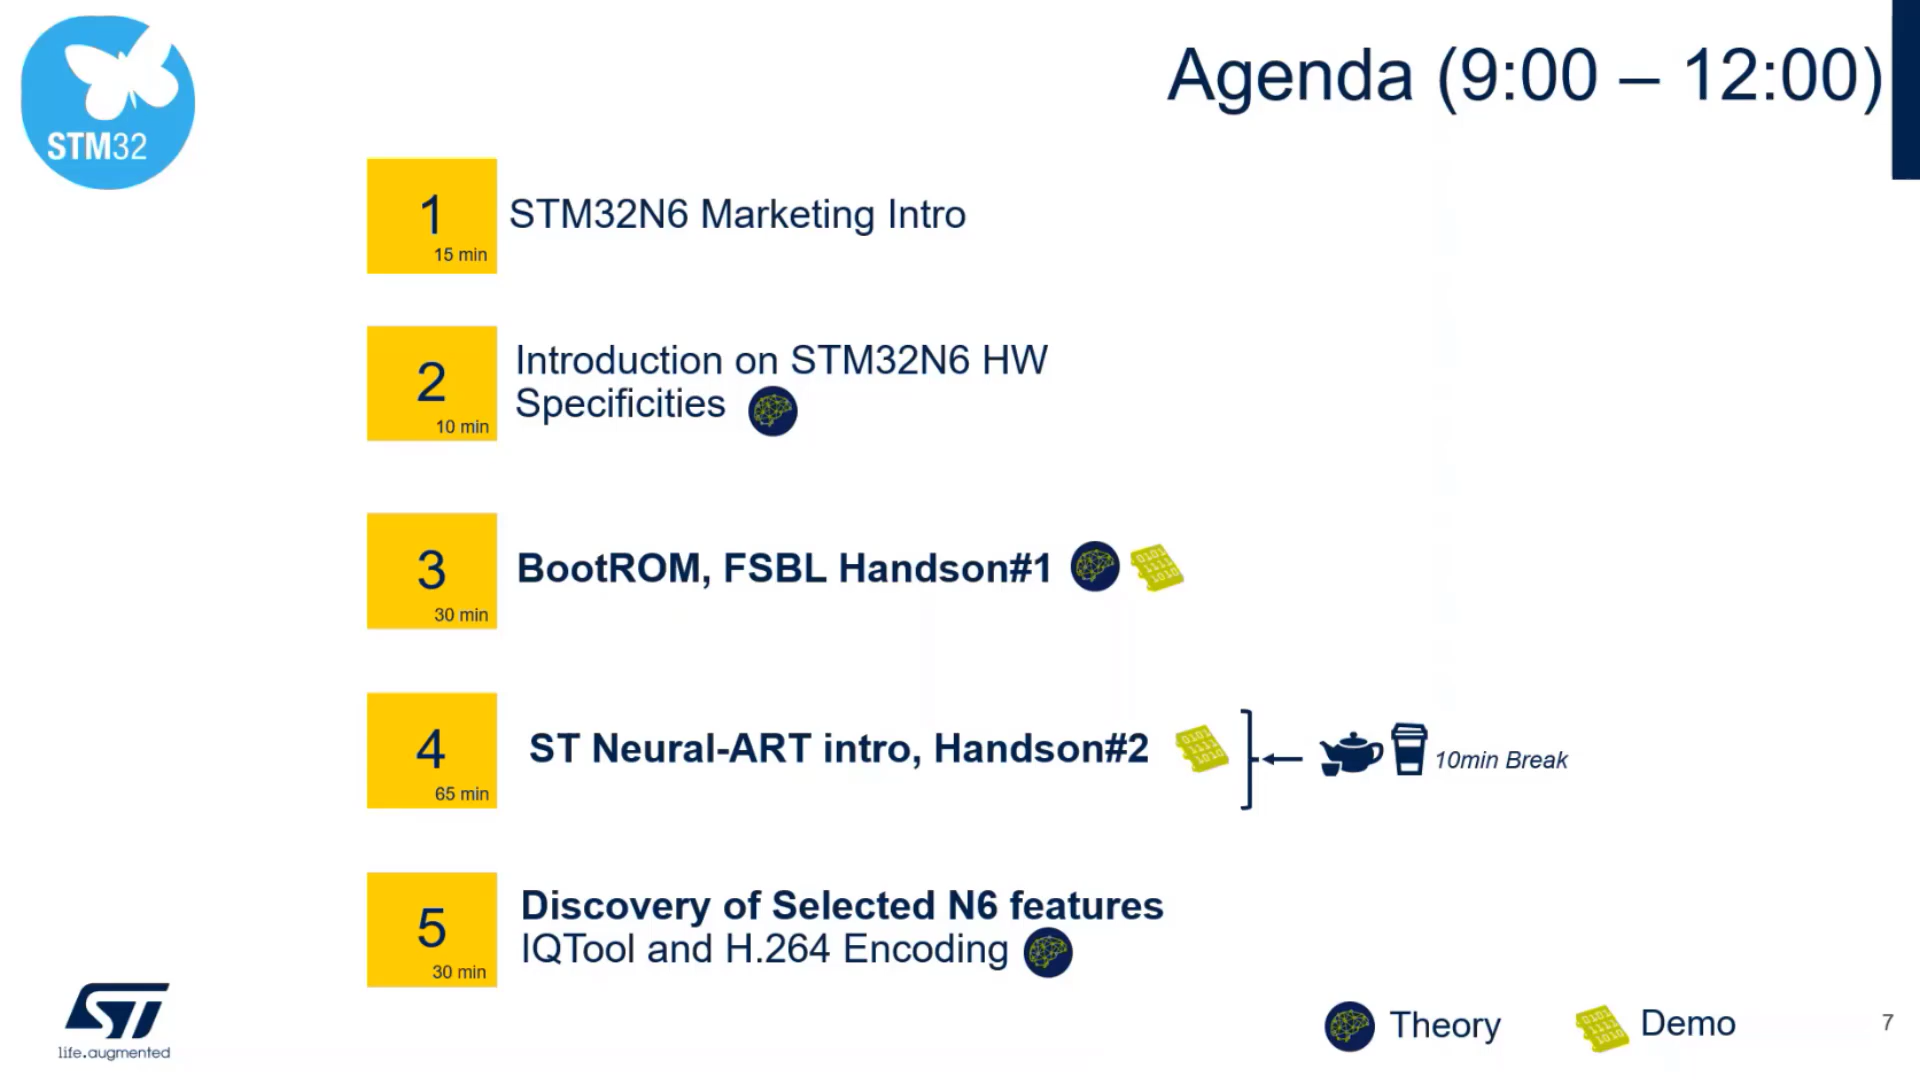 STM32
Agenda (9:00 – 12:00)
1
15 min
STM32N6 Marketing Intro
2
10 min
Introduction on STM32N6 HW
Specificities
3
30 min
BootROM, FSBL Handson#1
4
65 min
ST Neural-ART intro, Handson#2
10min Break
5
30 min
Discovery of Selected N6 features
IQTool and H.264 Encoding
ST
life.augmented
Theory
Demo
7